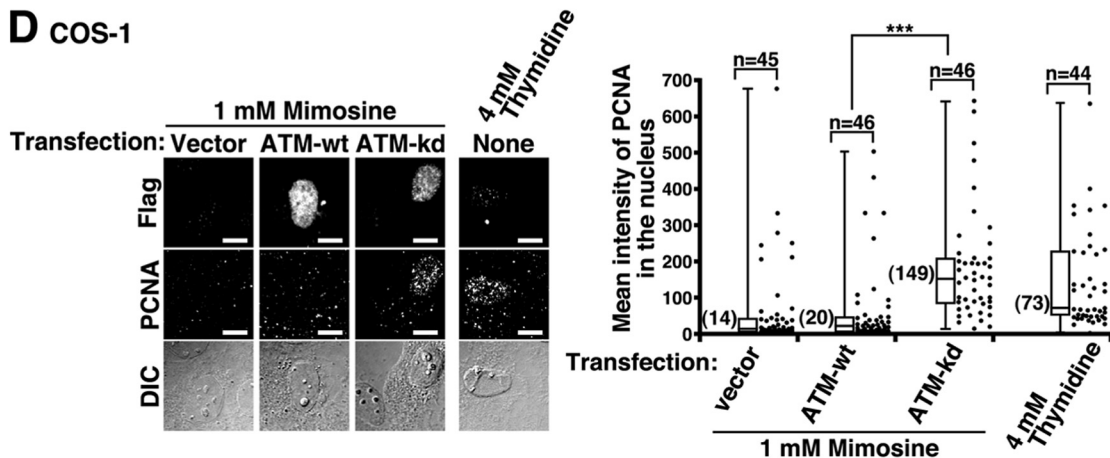 D COS-1
1 mM Mimosine
4 mM
Thymidine
Transfection: Vector ATM-wt ATM-kd None
Flag
PCNA
DIC
Mean intensity of PCNA
in the nucleus
700
600
500
400
300
200
100
0
***
n=45
n=46
n=46
n=44
(14)
(20)
(149)
(73)
Transfection:
vector
ATM-wt
ATM-kd
4 mM
Thymidine
1 mM Mimosine